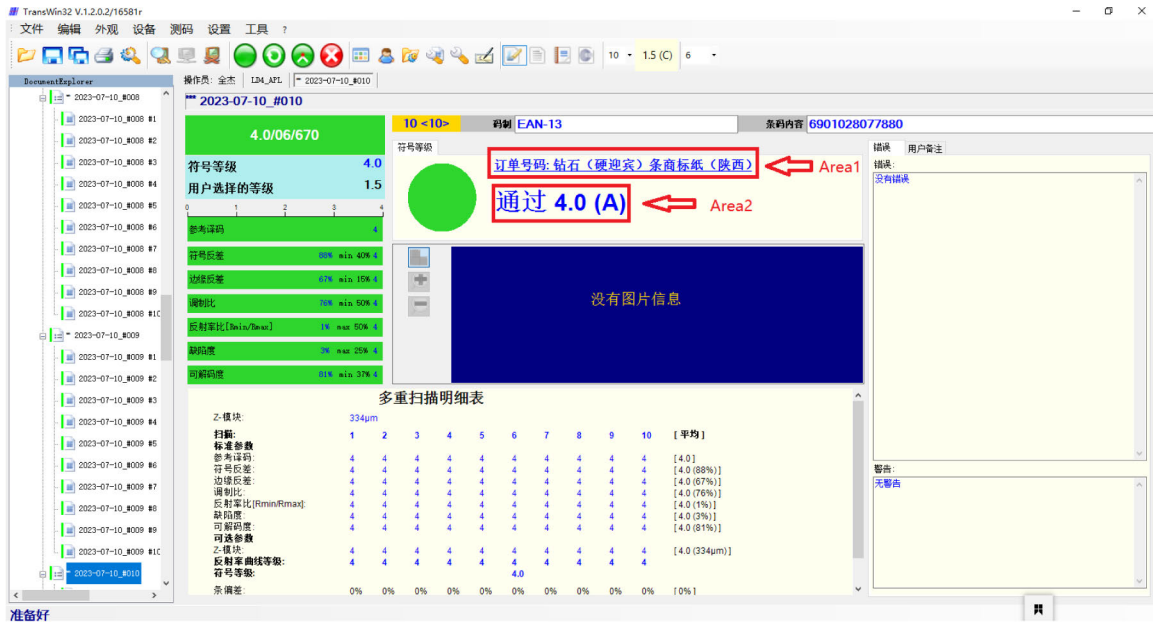 TransWin32 V.1.2.0.2/16581r
文件 编辑 外观 设备 测码 设置 工具 ?
10 1.5 (C) 6
DocumentExplorer
操作员: 全杰 LD4_APL 2023-07-10_#010
2023-07-10_#008
2023-07-10_#008 #1
2023-07-10_#008 #2
2023-07-10_#008 #3
2023-07-10_#008 #4
2023-07-10_#008 #5
2023-07-10_#008 #6
2023-07-10_#008 #7
2023-07-10_#008 #8
2023-07-10_#008 #9
2023-07-10_#008 #10
2023-07-10_#009
2023-07-10_#009 #1
2023-07-10_#009 #2
2023-07-10_#009 #3
2023-07-10_#009 #4
2023-07-10_#009 #5
2023-07-10_#009 #6
2023-07-10_#009 #7
2023-07-10_#009 #8
2023-07-10_#009 #9
2023-07-10_#009 #10
2023-07-10_#010
*** 2023-07-10_#010
4.0/06/670
符号等级 4.0
用户选择的等级 1.5
0 1 2 3 4
参考译码 4
符号反差 88% min 40% 4
边缘反差 67% min 15% 4
调制比 76% min 50% 4
反射率比[Rmin/Rmax] 1% max 50% 4
缺陷度 3% max 25% 4
可解码度 81% min 37% 4
10 <10> 码制 EAN-13 条码内容 6901028077880
符号等级
订单号码: 钻石（硬迎宾）条商标纸（陕西） Area1
通过 4.0 (A) Area2
没有图片信息
错误 用户备注
错误:
没有错误
警告:
无警告
多重扫描明细表
Z-模块: 334µm
扫描: 1 2 3 4 5 6 7 8 9 10 [ 平均 ]
标准参数
参考译码: 4 4 4 4 4 4 4 4 4 4 [ 4.0 ]
符号反差: 4 4 4 4 4 4 4 4 4 4 [ 4.0 (88%) ]
边缘反差: 4 4 4 4 4 4 4 4 4 4 [ 4.0 (67%) ]
调制比: 4 4 4 4 4 4 4 4 4 4 [ 4.0 (76%) ]
反射率比[Rmin/Rmax]: 4 4 4 4 4 4 4 4 4 4 [ 4.0 (1%) ]
缺陷度: 4 4 4 4 4 4 4 4 4 4 [ 4.0 (3%) ]
可解码度: 4 4 4 4 4 4 4 4 4 4 [ 4.0 (81%) ]
可选参数
Z-模块: 4 4 4 4 4 4 4 4 4 4 [ 4.0 (334µm) ]
反射率曲线等级: 4 4 4 4 4 4 4 4 4 4
符号等级: 4.0
条偏差: 0% 0% 0% 0% 0% 0% 0% 0% 0% 0% [ 0% ]
准备好